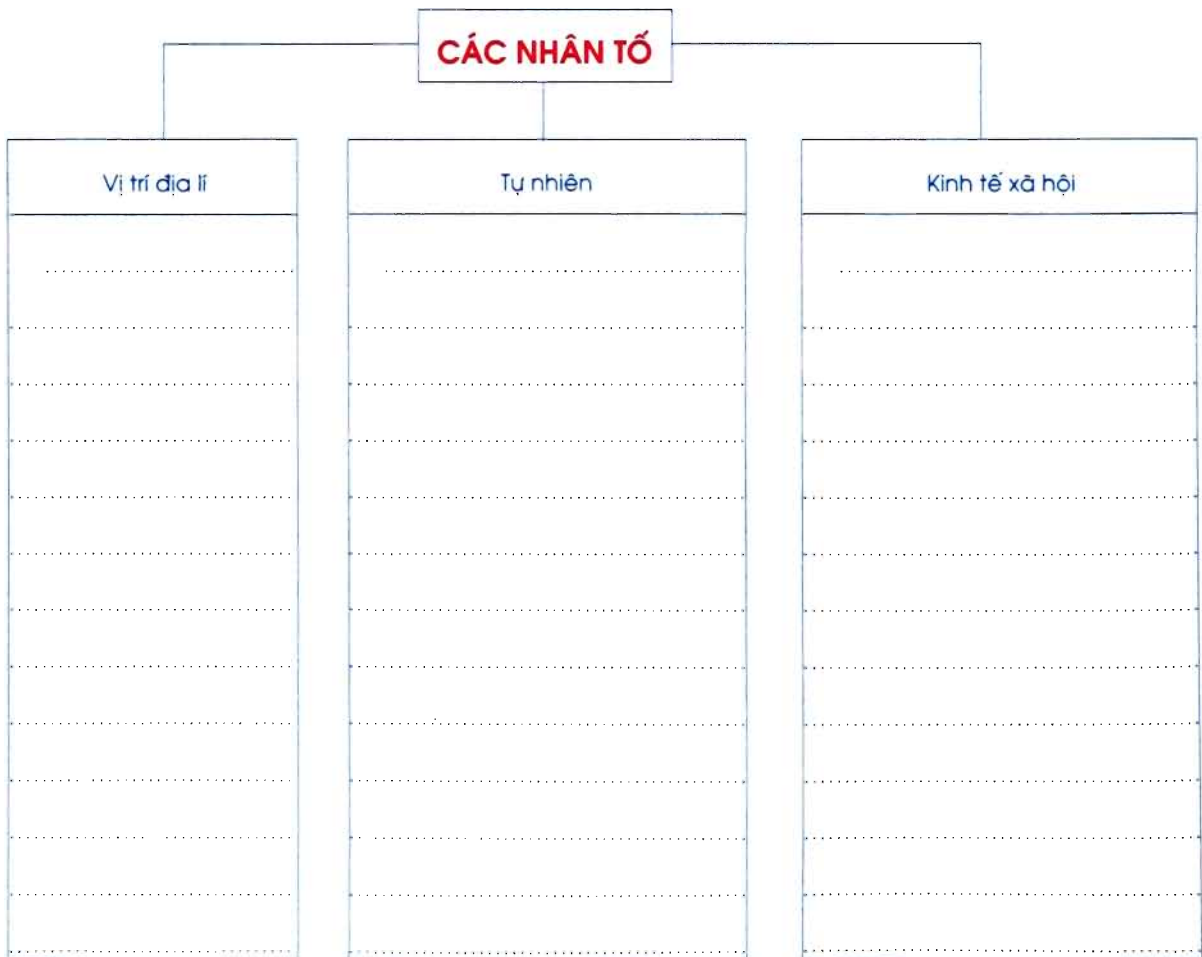 CÁC NHÂN TỐ
Vị trí địa lí
Tự nhiên
Kinh tế xã hội